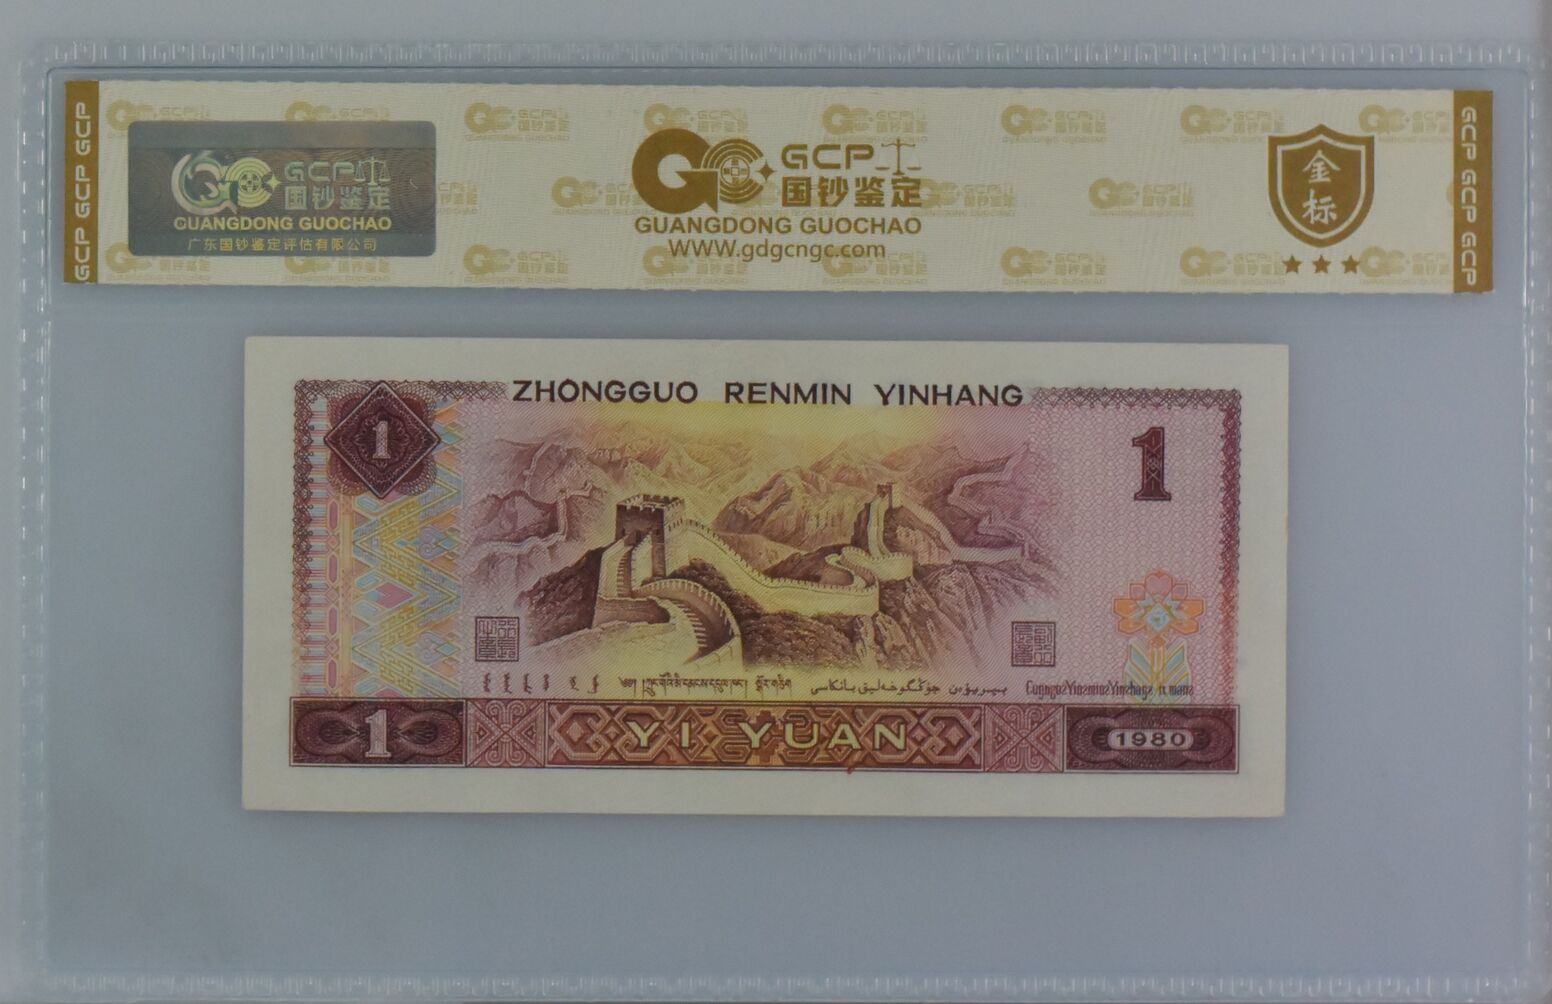 GCP GCP GCP
GCP
国钞鉴定
GUANGDONG GUOCHAO
广东国钞鉴定评估有限公司
GCP
国钞鉴定
GUANGDONG GUOCHAO
WWW.gdgcngc.com
金标
GCP GCP GCP
ZHONGGUO RENMIN YINHANG
1
1
1
YI YUAN
1980